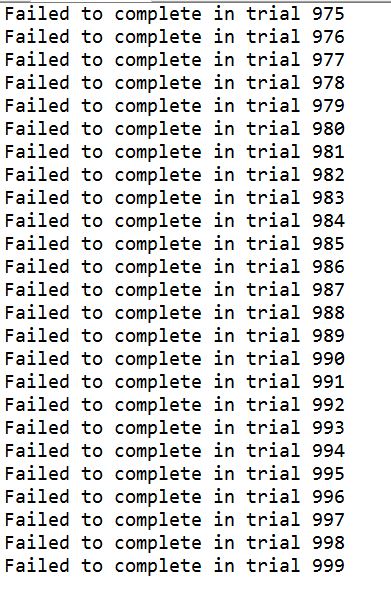 Failed to complete in trial 975
Failed to complete in trial 976
Failed to complete in trial 977
Failed to complete in trial 978
Failed to complete in trial 979
Failed to complete in trial 980
Failed to complete in trial 981
Failed to complete in trial 982
Failed to complete in trial 983
Failed to complete in trial 984
Failed to complete in trial 985
Failed to complete in trial 986
Failed to complete in trial 987
Failed to complete in trial 988
Failed to complete in trial 989
Failed to complete in trial 990
Failed to complete in trial 991
Failed to complete in trial 992
Failed to complete in trial 993
Failed to complete in trial 994
Failed to complete in trial 995
Failed to complete in trial 996
Failed to complete in trial 997
Failed to complete in trial 998
Failed to complete in trial 999